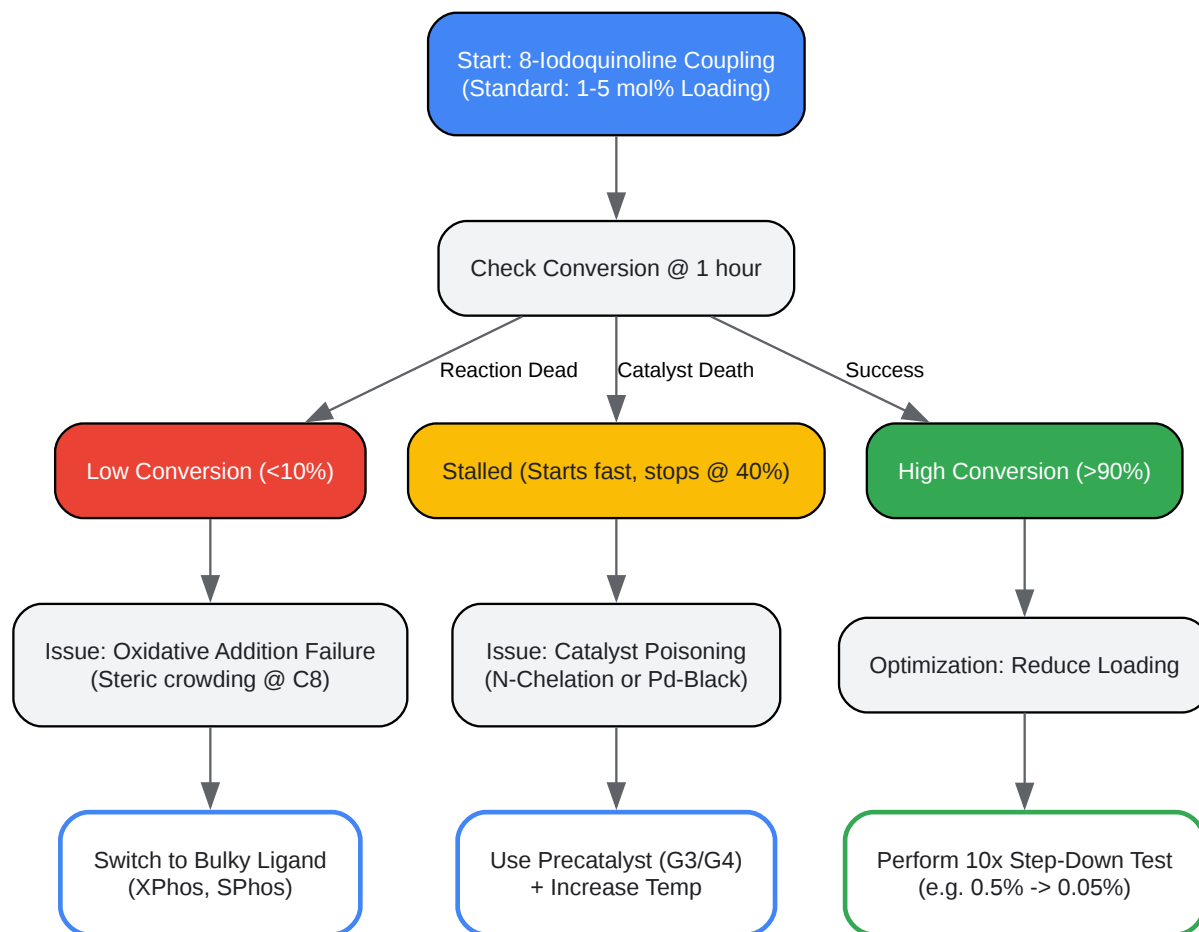 Start: 8-Iodoquinoline Coupling
(Standard: 1-5 mol% Loading)
Check Conversion @ 1 hour
Reaction Dead
Catalyst Death
Success
Low Conversion (<10%)
Stalled (Starts fast, stops @ 40%)
High Conversion (>90%)
Issue: Oxidative Addition Failure
(Steric crowding @ C8)
Issue: Catalyst Poisoning
(N-Chelation or Pd-Black)
Optimization: Reduce Loading
Switch to Bulky Ligand
(XPhos, SPhos)
Use Precatalyst (G3/G4)
+ Increase Temp
Perform 10x Step-Down Test
(e.g. 0.5% -> 0.05%)